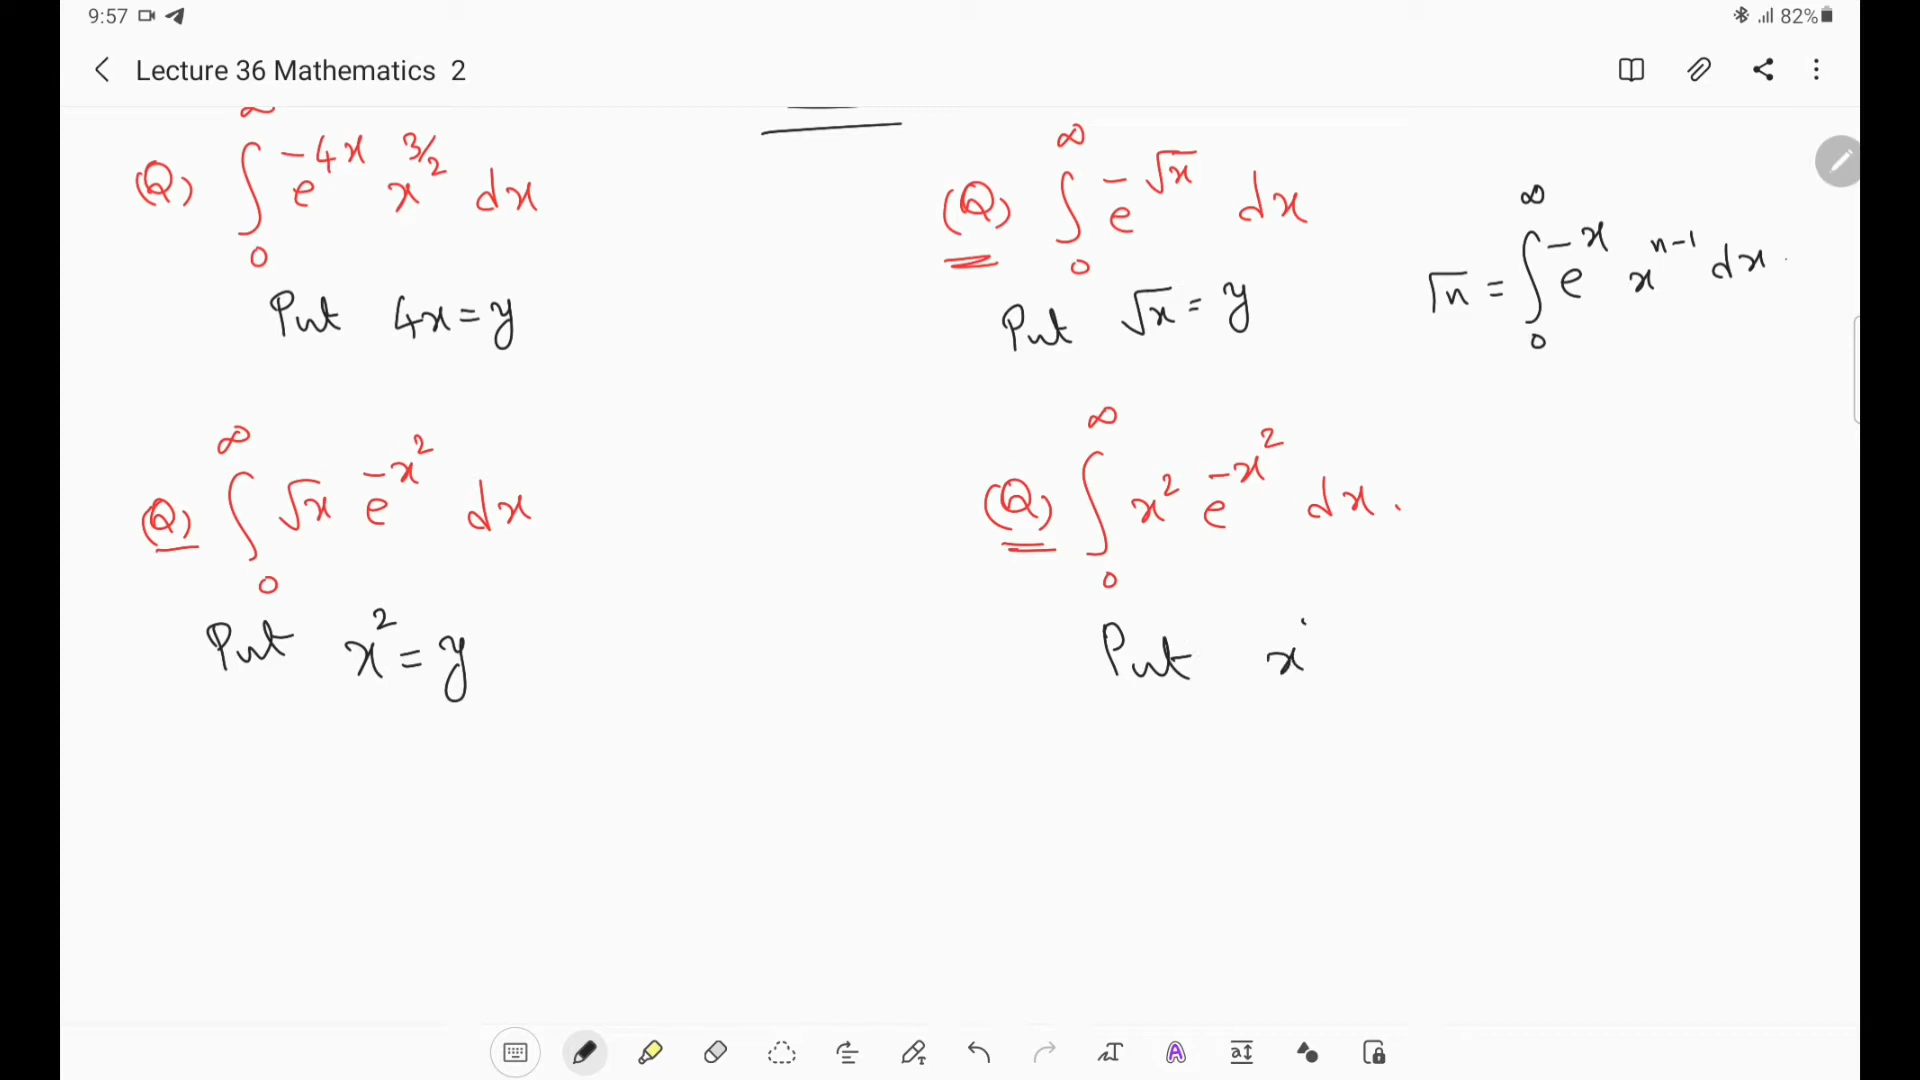 9:57 82%
Lecture 36 Mathematics 2
(Q) ∫₀^∞ e^{-4x} x^{3/2} dx
Put 4x = y
(Q) ∫₀^∞ e^{-√x} dx
Put √x = y
Γn = ∫₀^∞ e^{-x} x^{n-1} dx.
(Q) ∫₀^∞ √x e^{-x²} dx
Put x² = y
(Q) ∫₀^∞ x² e^{-x²} dx.
Put x